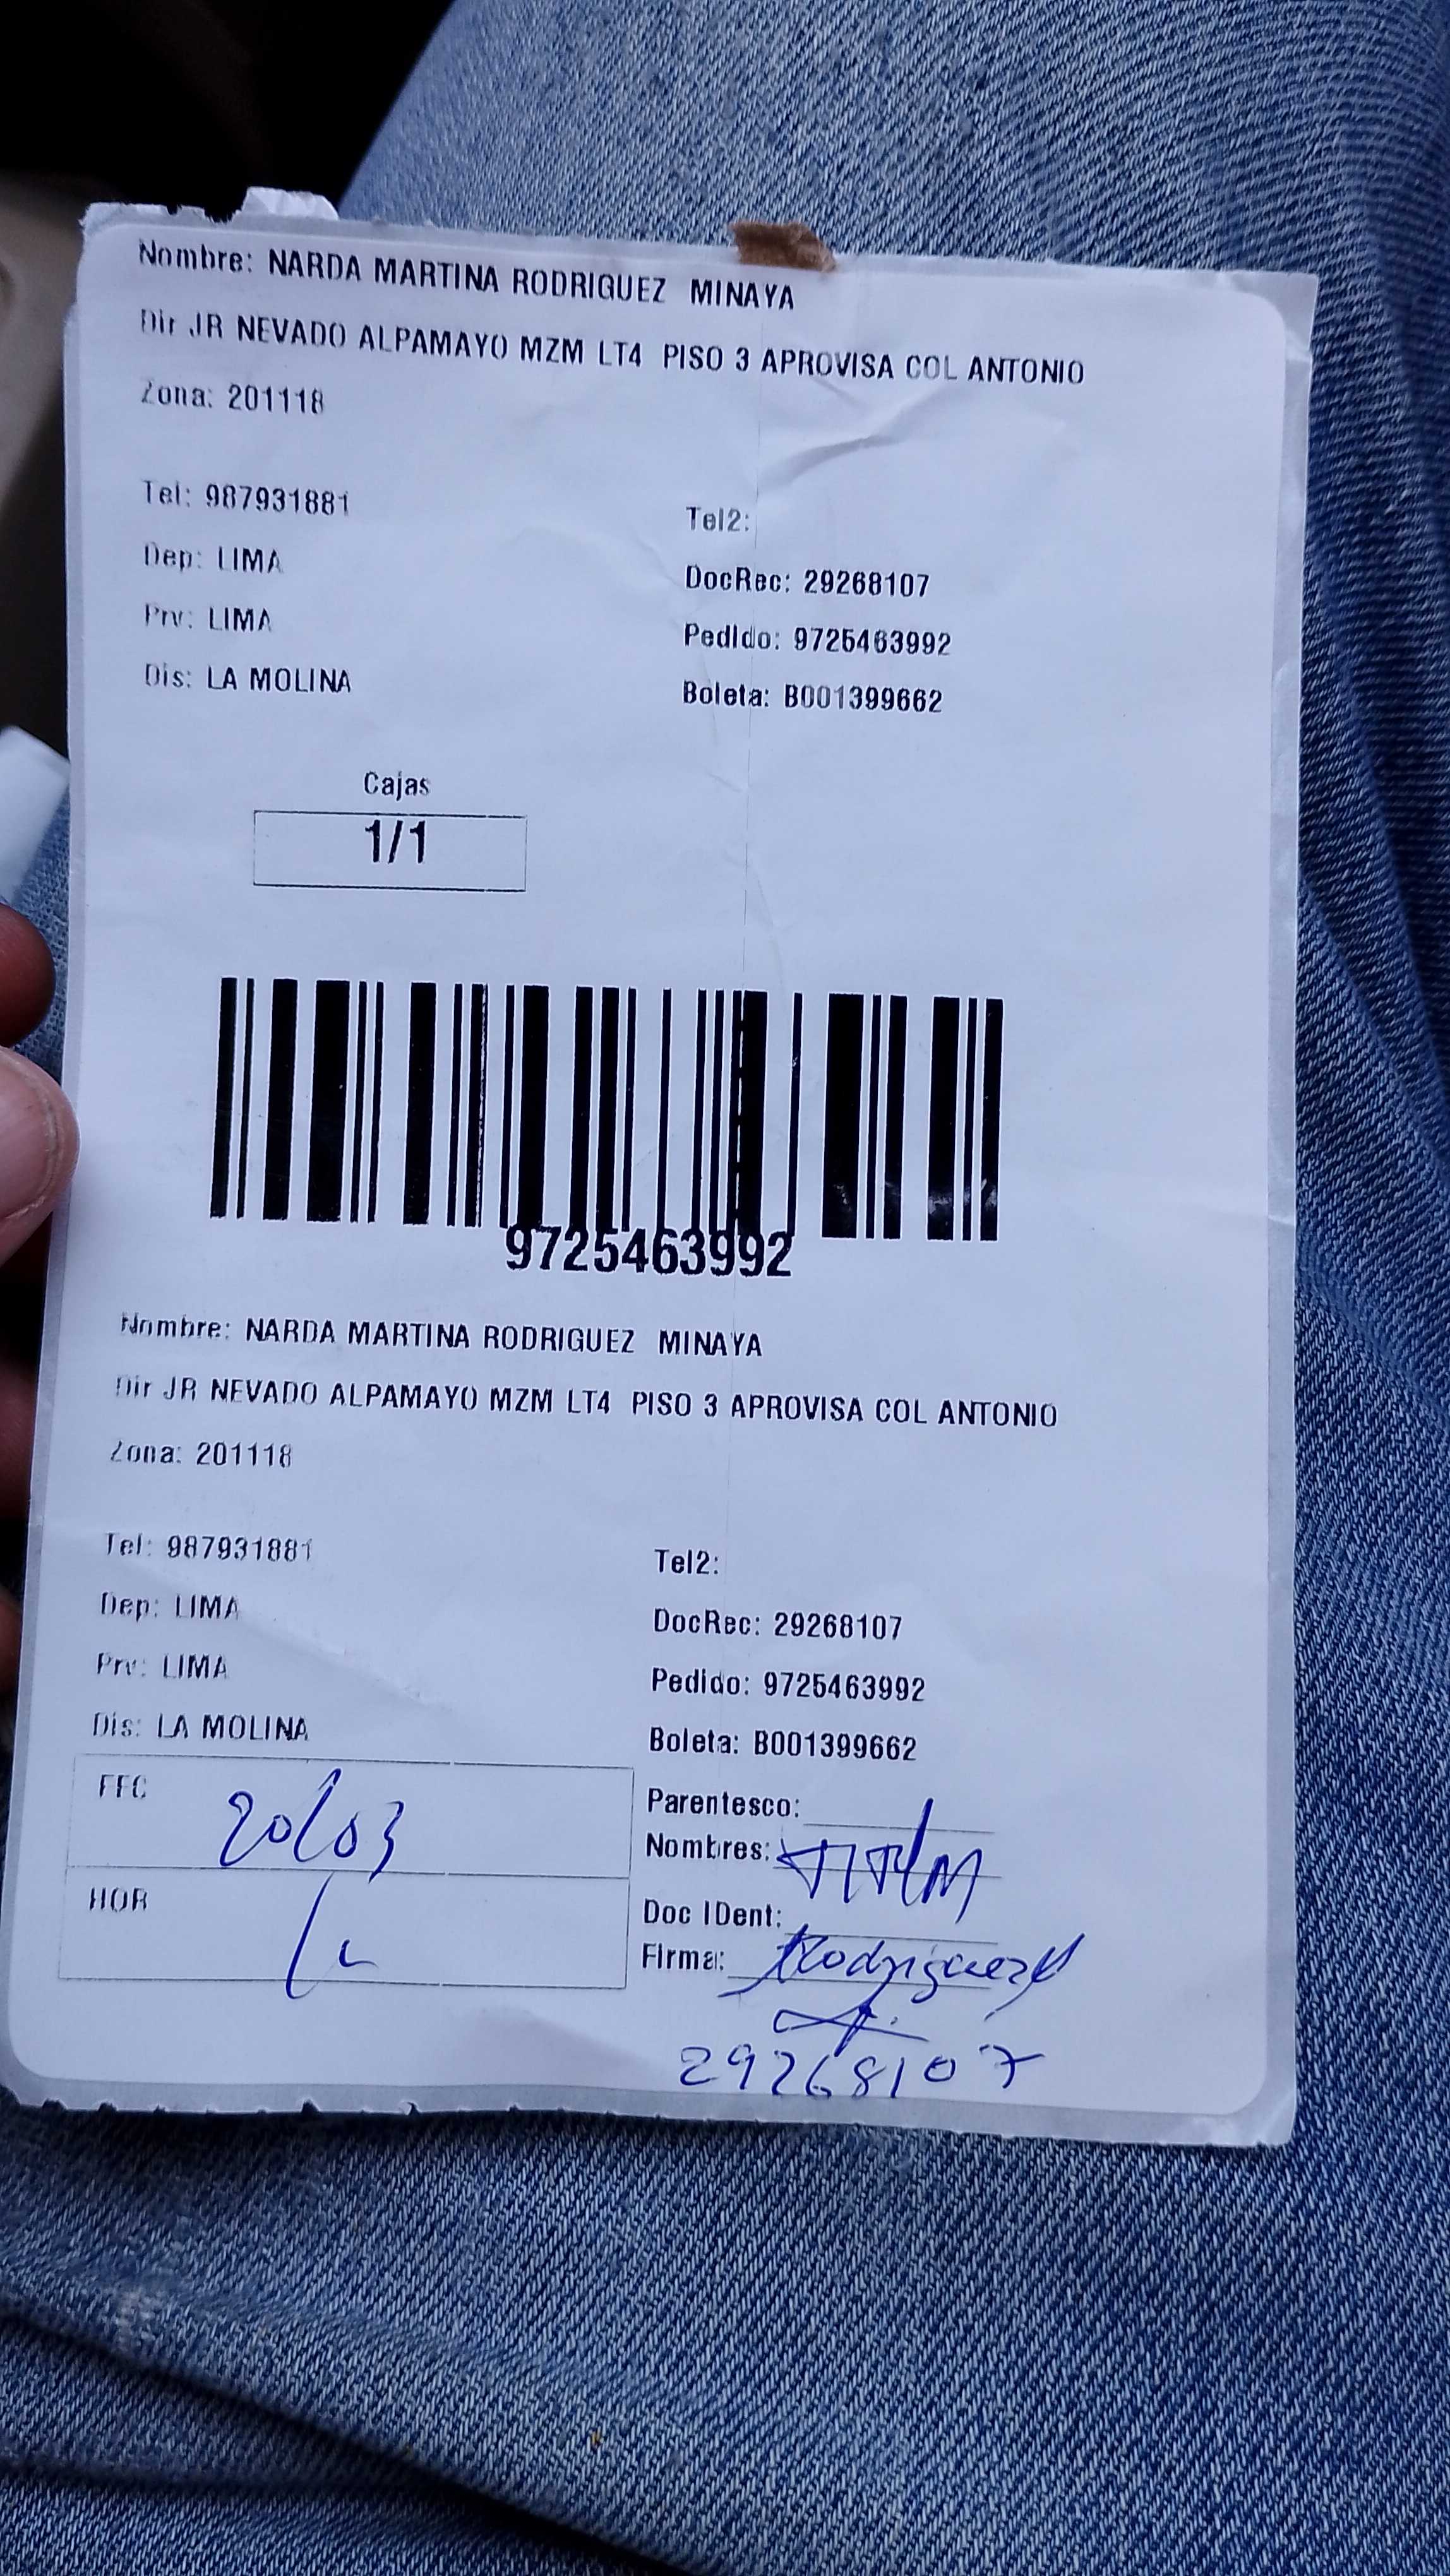 Nombre: NARDA MARTINA RODRIGUEZ MINAYA
Dir JR NEVADO ALPAMAYO MZM LT4 PISO 3 APROVISA COL ANTONIO
Zona: 201118
Tel: 987931881 Tel2:
Dep: LIMA DocRec: 29268107
Prv: LIMA Pedido: 9725463992
Dis: LA MOLINA Boleta: B001399662
Cajas
1/1
9725463992
Nombre: NARDA MARTINA RODRIGUEZ MINAYA
Dir JR NEVADO ALPAMAYO MZM LT4 PISO 3 APROVISA COL ANTONIO
Zona: 201118
Tel: 987931881 Tel2:
Dep: LIMA DocRec: 29268107
Prv: LIMA Pedido: 9725463992
Dis: LA MOLINA Boleta: B001399662
FEC 20/03 Parentesco:
Nombres:
HOR Doc IDent:
Firma: Rodriguez
29268107